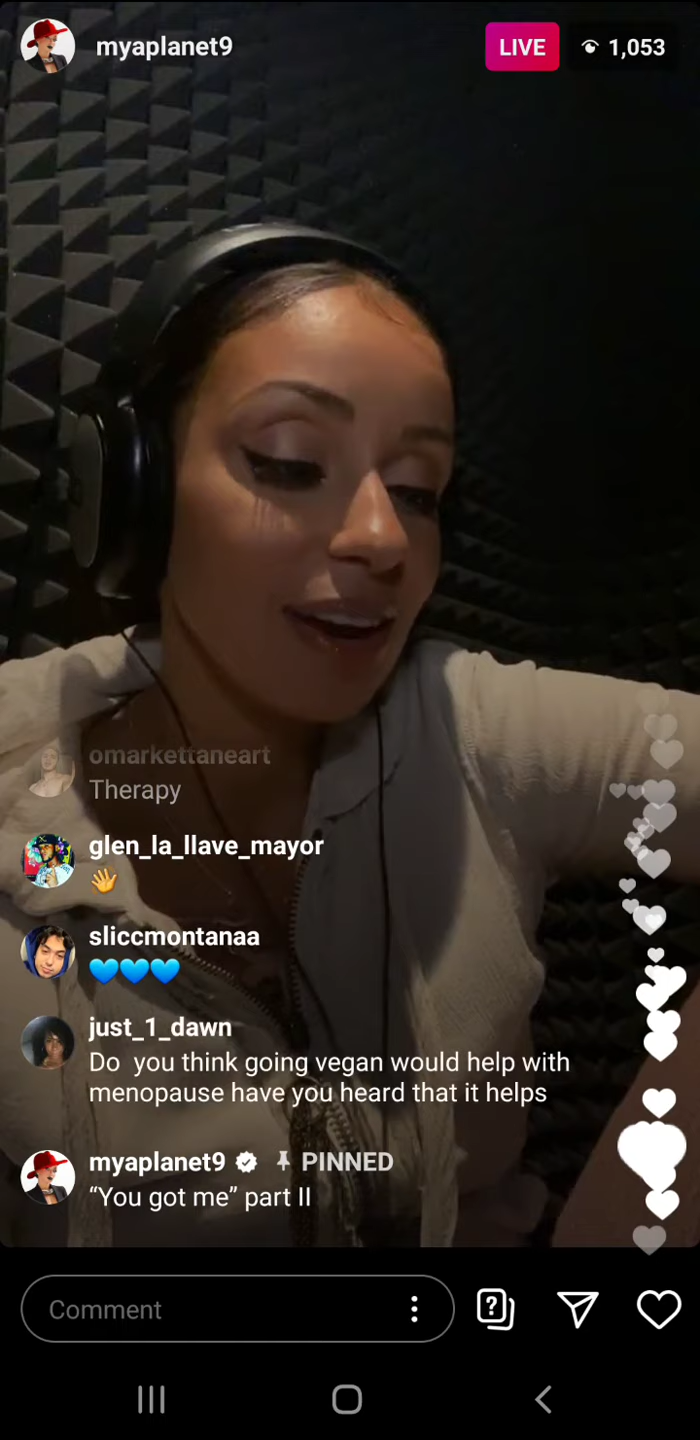 myaplanet9
LIVE
1,053
omarkettaneart
Therapy
glen_la_llave_mayor
👋
sliccmontanaa
💙💙💙
just_1_dawn
Do  you think going vegan would help with
menopause have you heard that it helps
myaplanet9 PINNED
“You got me” part II
Comment